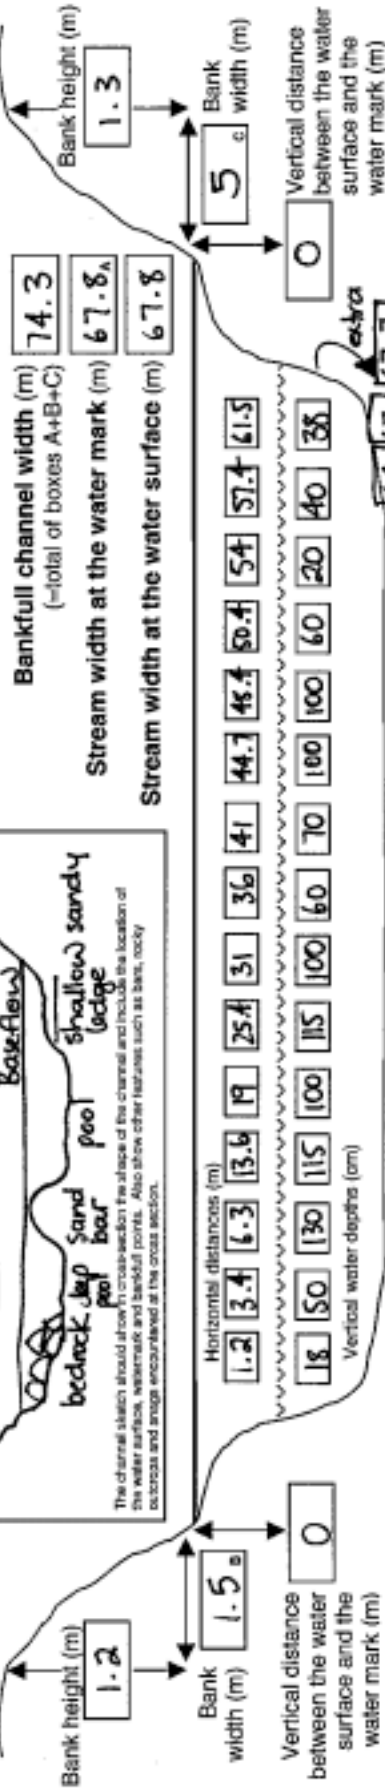 Baseflow
bedrock deep pool
sand bar
pool
shallow sandy ledge
The channel sketch should show in cross-section the shape of the channel and include the location of
the water surface, watermark and bankfull points. Also show other features such as bars, rocky
outcrops and snags encountered at the cross section.
Bankfull channel width (m) 74.3
(=total of boxes A+B+C)
Stream width at the water mark (m) 67.8 A
Stream width at the water surface (m) 67.8
Bank height (m) 1.2
Bank height (m) 1.3
Bank width (m) 1.5 B
Bank width (m) 5 C
Horizontal distances (m)
1.2 3.4 6.3 13.6 19 25.4 31 36 41 44.7 48.4 50.4 54 57.4 61.5
18 50 130 115 100 115 100 60 70 100 100 60 20 40 38
Vertical water depths (cm)
extra
Vertical distance
between the water
surface and the
water mark (m)
0
Vertical distance
between the water
surface and the
water mark (m)
0